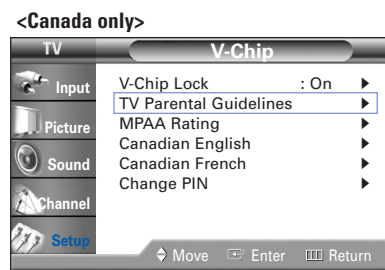 <Canada only>
TV
V-Chip
Input
Picture
Sound
Channel
Setup
V-Chip Lock : On
TV Parental Guidelines
MPAA Rating
Canadian English
Canadian French
Change PIN
Move Enter Return